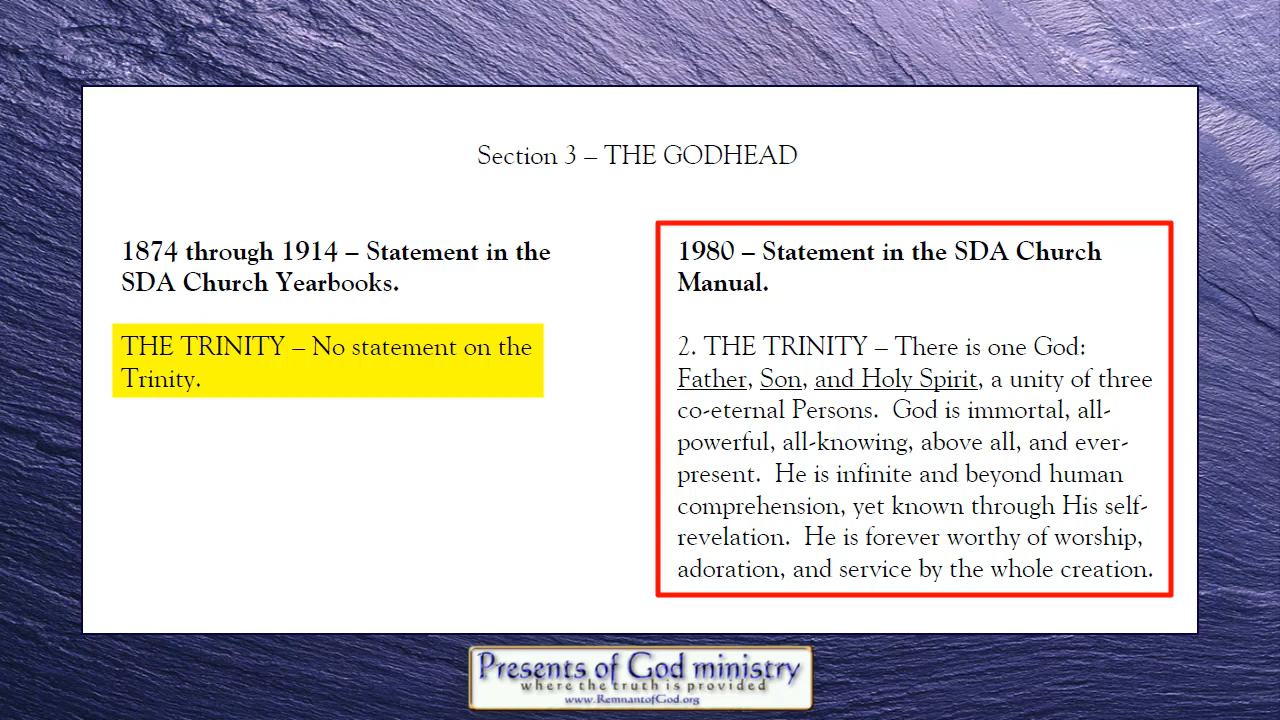 Section 3 – THE GODHEAD
1874 through 1914 – Statement in the
SDA Church Yearbooks.
THE TRINITY – No statement on the
Trinity.
1980 – Statement in the SDA Church
Manual.
2. THE TRINITY – There is one God:
Father, Son, and Holy Spirit, a unity of three
co-eternal Persons. God is immortal, all-
powerful, all-knowing, above all, and ever-
present. He is infinite and beyond human
comprehension, yet known through His self-
revelation. He is forever worthy of worship,
adoration, and service by the whole creation.
Presents of God ministry
where the truth is provided
www.RemnantofGod.org